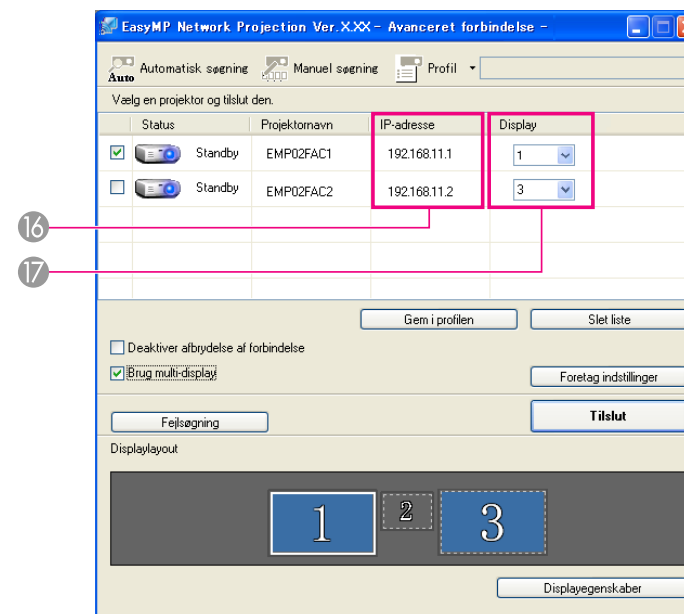 EasyMP Network Projection Ver.X.XX - Avanceret forbindelse -
Auto Automatisk søgning Manuel søgning Profil
Vælg en projektor og tilslut den.
Status Projektornavn IP-adresse Display
Standby EMP02FAC1 192.168.11.1 1
Standby EMP02FAC2 192.168.11.2 3
16
17
Gem i profilen Slet liste
Deaktiver afbrydelse af forbindelse
Brug multi-display
Foretag indstillinger
Fejlsøgning Tilslut
Displaylayout
1 2 3
Displayegenskaber